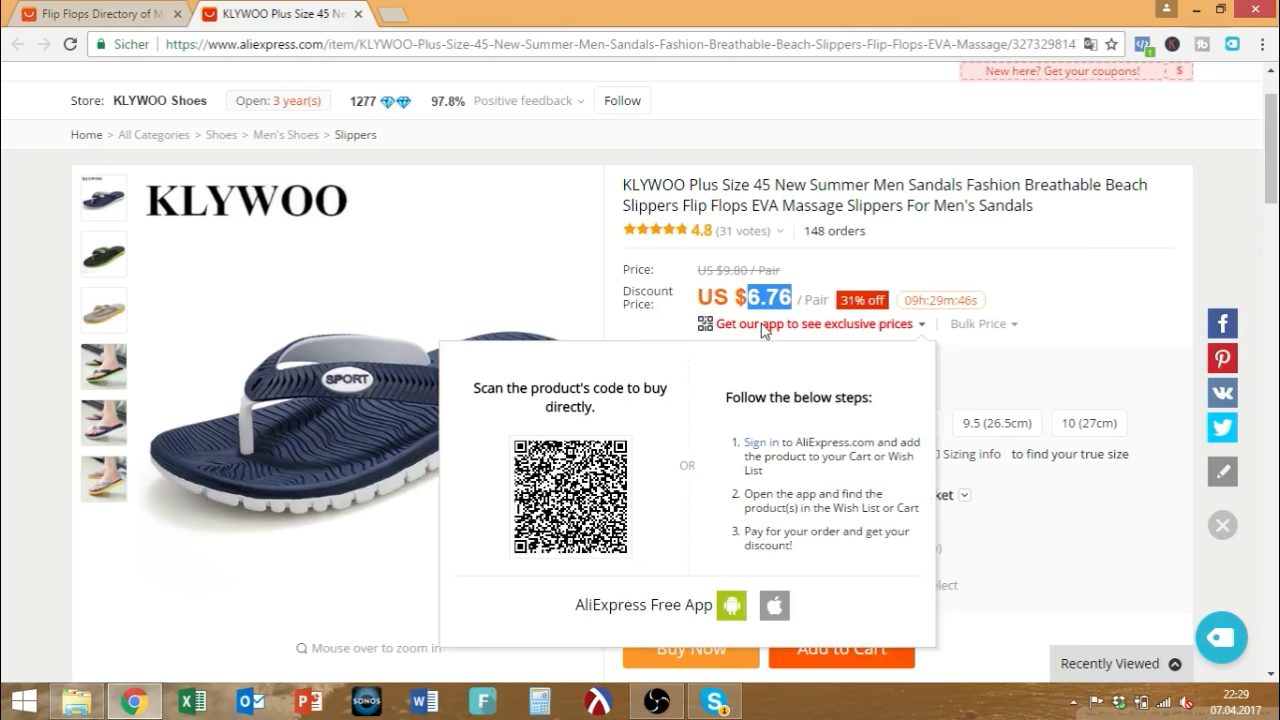 Flip Flops Directory of M
KLYWOO Plus Size 45 Ne
Sicher
https://www.aliexpress.com/item/KLYWOO-Plus-Size-45-New-Summer-Men-Sandals-Fashion-Breathable-Beach-Slippers-Flip-Flops-EVA-Massage/327329814
New here? Get your coupons! $
Store: KLYWOO Shoes Open: 3 year(s) 1277 97.8% Positive feedback Follow
Home > All Categories > Shoes > Men's Shoes > Slippers
KLYWOO
KLYWOO
SPORT
Mouse over to zoom in
KLYWOO Plus Size 45 New Summer Men Sandals Fashion Breathable Beach
Slippers Flip Flops EVA Massage Slippers For Men's Sandals
4.8 (31 votes) 148 orders
Price: US $9.80 / Pair
Discount
Price: US $6.76 / Pair 31% off 09h:29m:46s
Get our app to see exclusive prices Bulk Price
Scan the product's code to buy
directly.
OR
Follow the below steps:
1. Sign in to AliExpress.com and add
the product to your Cart or Wish
List
2. Open the app and find the
product(s) in the Wish List or Cart
3. Pay for your order and get your
discount!
AliExpress Free App
9.5 (26.5cm) 10 (27cm)
Sizing info to find your true size
ket
lect
Buy Now Add to Cart
Recently Viewed
22:29
07.04.2017